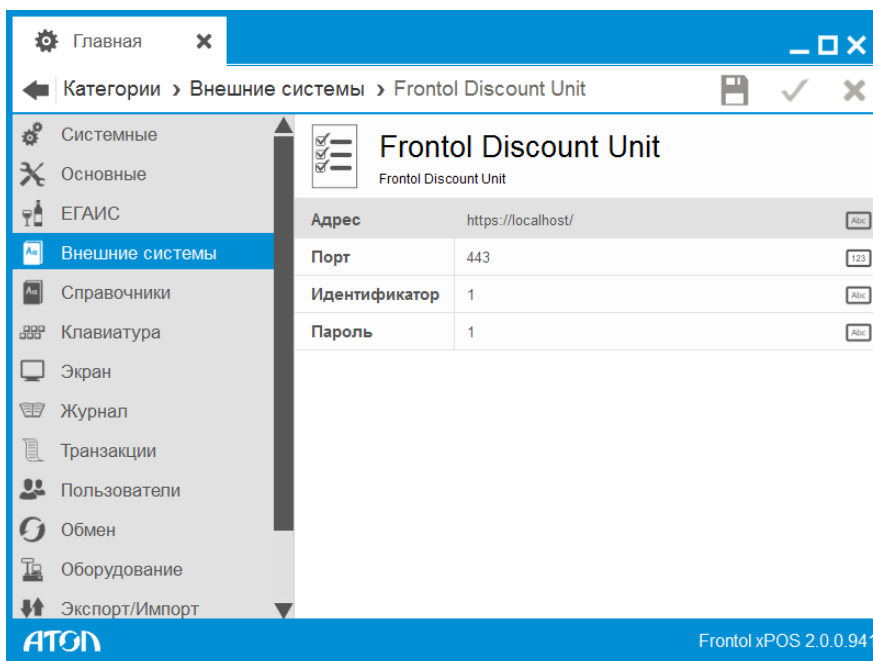 Главная
Категории › Внешние системы › Frontol Discount Unit
Системные
Основные
ЕГАИС
Внешние системы
Справочники
Клавиатура
Экран
Журнал
Транзакции
Пользователи
Обмен
Оборудование
Экспорт/Импорт
Frontol Discount Unit
Frontol Discount Unit
Адрес https://localhost/ Abc
Порт 443 123
Идентификатор 1 Abc
Пароль 1 Abc
АТОЛ Frontol xPOS 2.0.0.941